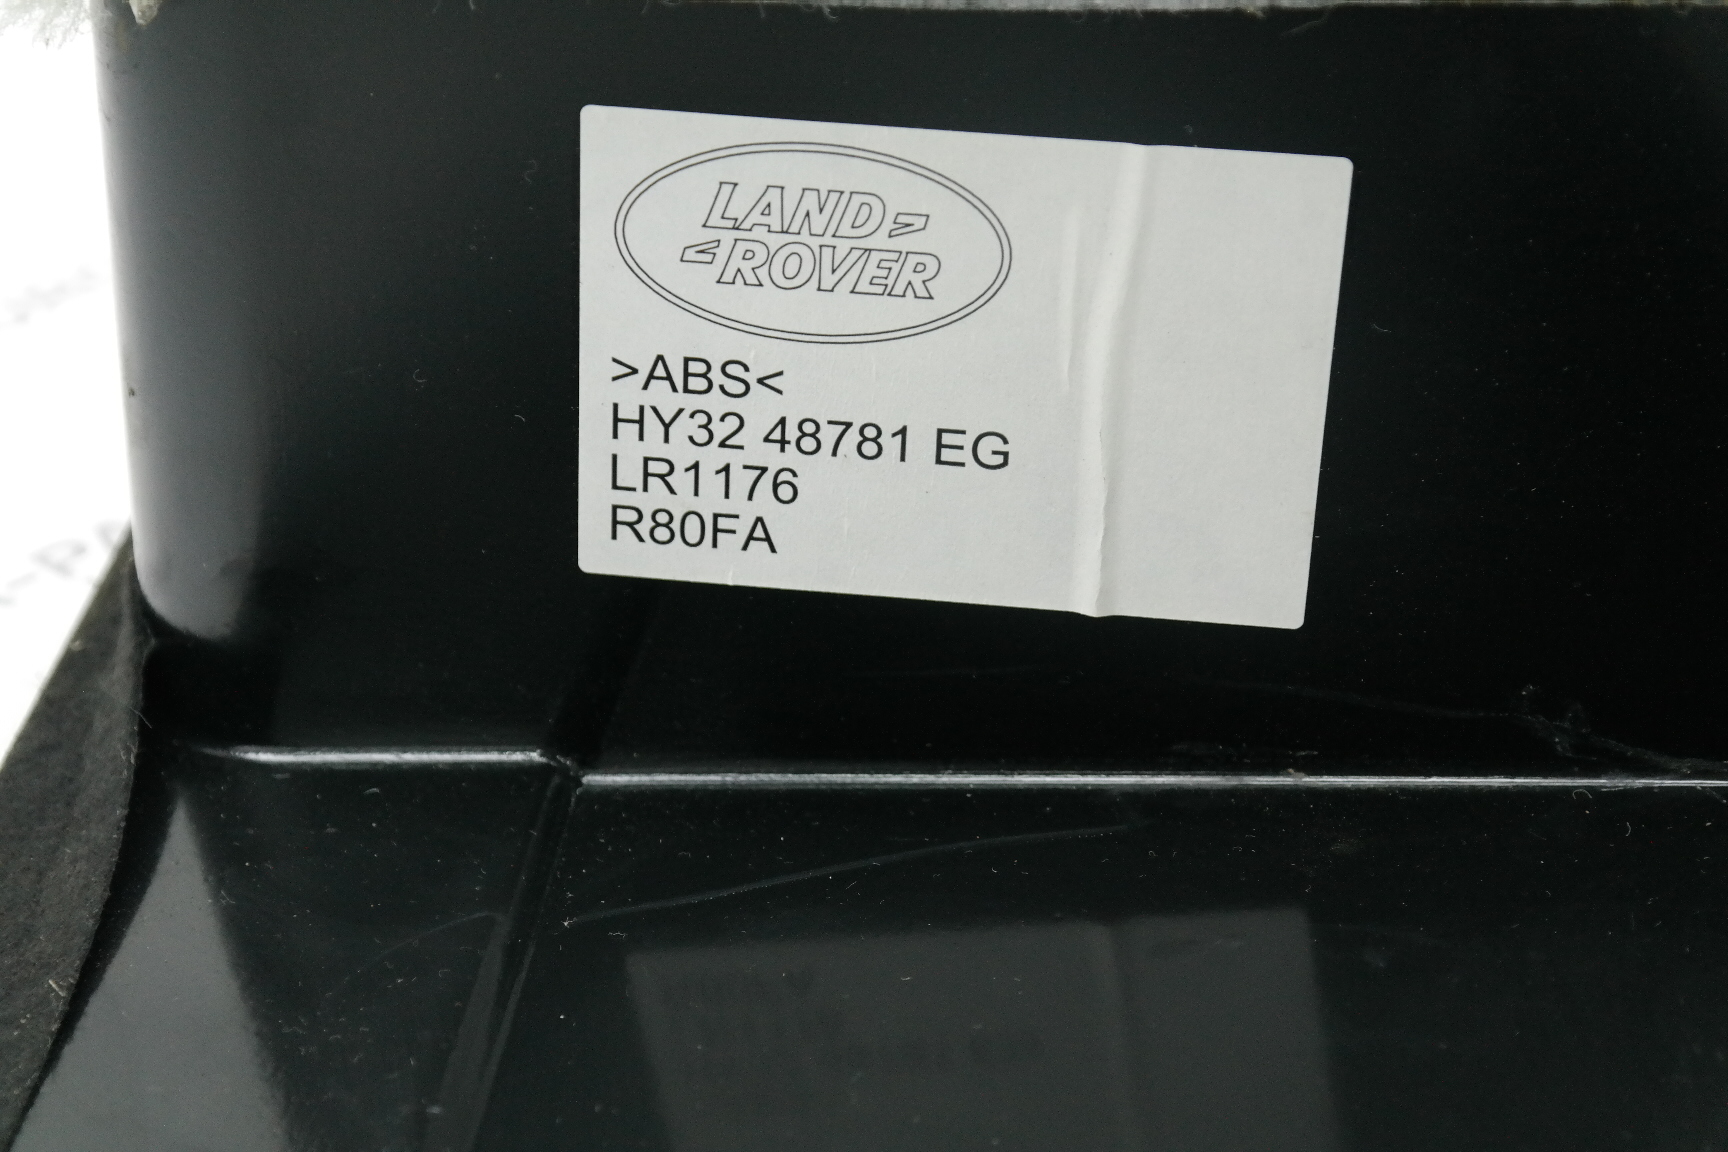 LAND
ROVER
>ABS<
HY32 48781 EG
LR1176
R80FA